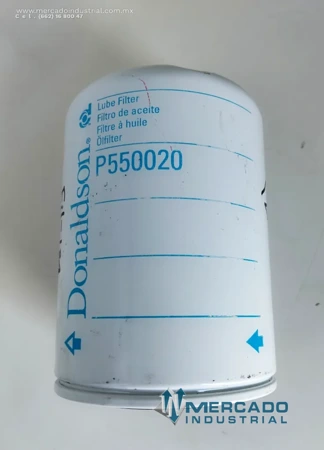 www.mercadoindustrial.com.mx
Lube Filter
Filtro de aceite
Filtre à huile
Ölfilter
P550020
Donaldson®
MERCADO
INDUSTRIAL